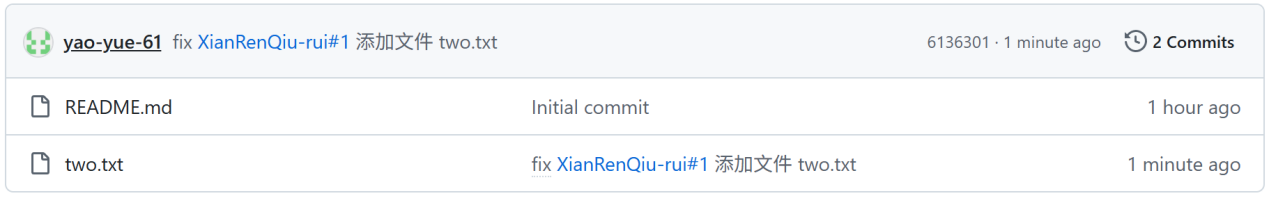 yao-yue-61 fix XianRenQiu-rui#1 添加文件 two.txt 6136301 · 1 minute ago 2 Commits
README.md Initial commit 1 hour ago
two.txt fix XianRenQiu-rui#1 添加文件 two.txt 1 minute ago